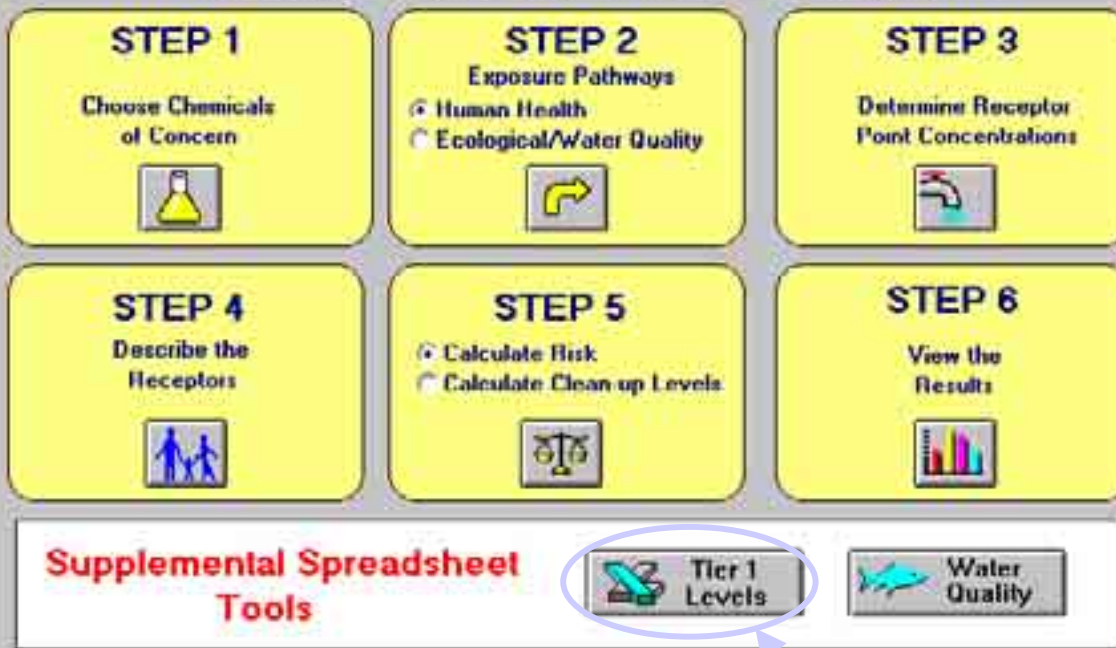 STEP 1
Choose Chemicals
of Concern
STEP 2
Exposure Pathways
Human Health
Ecological/Water Quality
STEP 3
Determine Receptor
Point Concentrations
STEP 4
Describe the
Receptors
STEP 5
Calculate Risk
Calculate Clean-up Levels
STEP 6
View the
Results
Supplemental Spreadsheet
Tools
Tier 1
Levels
Water
Quality